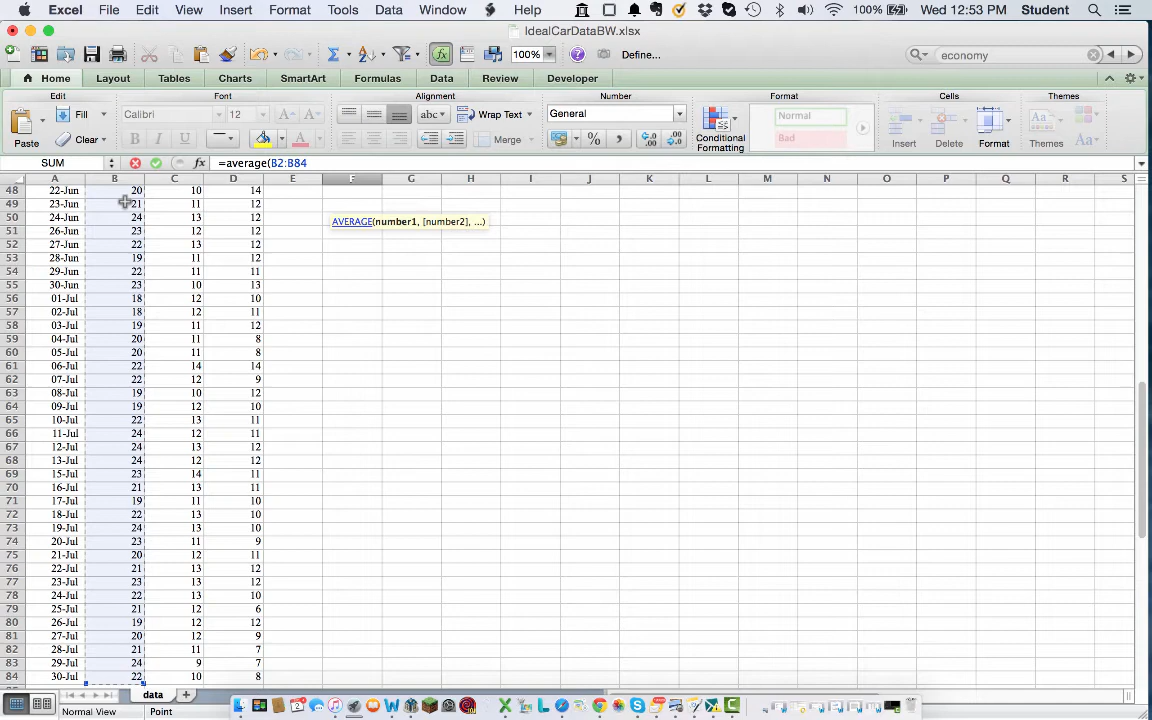 Excel File Edit View Insert Format Tools Data Window Help 100% Wed 12:53 PM Student
IdealCarDataBW.xlsx
100% Define... economy
Home Layout Tables Charts SmartArt Formulas Data Review Developer
Edit Font Alignment Number Format Cells Themes
Paste Fill Calibri 12 A A abc Wrap Text General Conditional Formatting Normal Insert Delete Format Themes Aa
Clear B I U A Merge % , Bad
SUM fx =average(B2:B84
A B C D E F G H I J K L M N O P Q R S
48 22-Jun 20 10 14
49 23-Jun 21 11 12
50 24-Jun 24 13 12
AVERAGE(number1, [number2], ...)
51 26-Jun 23 12 12
52 27-Jun 22 13 12
53 28-Jun 19 11 12
54 29-Jun 22 11 11
55 30-Jun 23 10 13
56 01-Jul 18 12 10
57 02-Jul 18 12 11
58 03-Jul 19 11 12
59 04-Jul 20 11 8
60 05-Jul 20 11 8
61 06-Jul 22 14 14
62 07-Jul 22 12 9
63 08-Jul 19 10 12
64 09-Jul 19 12 10
65 10-Jul 22 13 11
66 11-Jul 24 12 11
67 12-Jul 24 13 12
68 13-Jul 24 12 12
69 15-Jul 23 14 11
70 16-Jul 21 13 11
71 17-Jul 19 11 10
72 18-Jul 22 13 10
73 19-Jul 24 13 10
74 20-Jul 23 11 9
75 21-Jul 20 12 11
76 22-Jul 21 13 12
77 23-Jul 23 13 12
78 24-Jul 22 13 10
79 25-Jul 21 12 6
80 26-Jul 19 12 12
81 27-Jul 20 12 9
82 28-Jul 21 11 7
83 29-Jul 24 9 7
84 30-Jul 22 10 8
data
Normal View Point